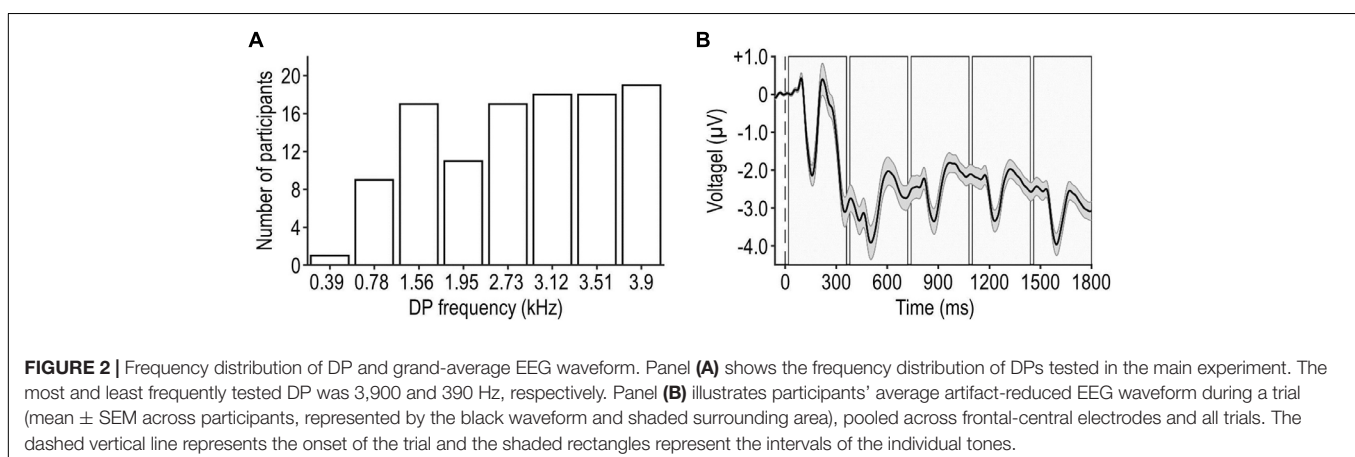 A
B
Number of participants
20
16
12
8
4
0
0.39 0.78 1.56 1.95 2.73 3.12 3.51 3.9
DP frequency (kHz)
Voltagel (µV)
+1.0
0
-1.0
-2.0
-3.0
-4.0
0 300 600 900 1200 1500 1800
Time (ms)
FIGURE 2 | Frequency distribution of DP and grand-average EEG waveform. Panel (A) shows the frequency distribution of DPs tested in the main experiment. The
most and least frequently tested DP was 3,900 and 390 Hz, respectively. Panel (B) illustrates participants’ average artifact-reduced EEG waveform during a trial
(mean ± SEM across participants, represented by the black waveform and shaded surrounding area), pooled across frontal-central electrodes and all trials. The
dashed vertical line represents the onset of the trial and the shaded rectangles represent the intervals of the individual tones.